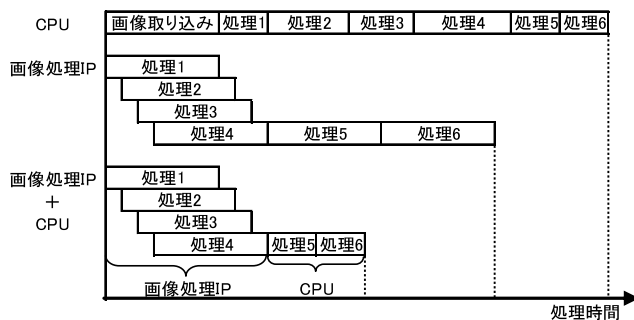 CPU 画像取り込み 処理1 処理2 処理3 処理4 処理5 処理6
画像処理IP 処理1
処理2
処理3
処理4 処理5 処理6
画像処理IP 処理1
+ 処理2
CPU 処理3
処理4 処理5 処理6
画像処理IP CPU
処理時間